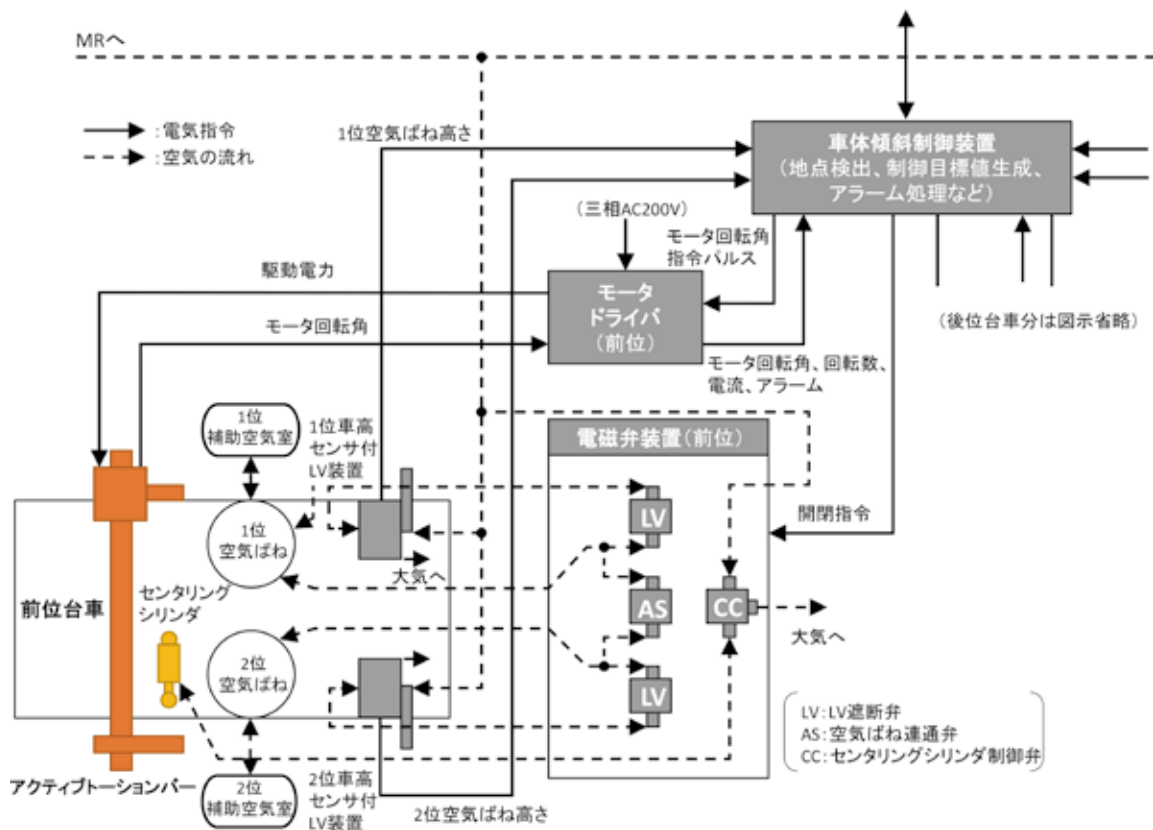 MRへ
:電気指令
:空気の流れ
1位空気ばね高さ
車体傾斜制御装置
(地点検出、制御目標値生成、
アラーム処理など)
(三相AC200V)
モータ回転角
指令パルス
駆動電力
モータ
ドライバ
(前位)
モータ回転角
(後位台車分は図示省略)
モータ回転角、回転数、
電流、アラーム
1位
補助空気室
1位車高
センサ付
LV装置
電磁弁装置(前位)
LV
開閉指令
1位
空気ばね
大気へ
センタリング
シリンダ
前位台車
AS
CC
大気へ
2位
空気ばね
LV
LV:LV遮断弁
AS:空気ばね連通弁
CC:センタリングシリンダ制御弁
アクティブトーションバー
2位
補助空気室
2位車高
センサ付
LV装置
2位空気ばね高さ